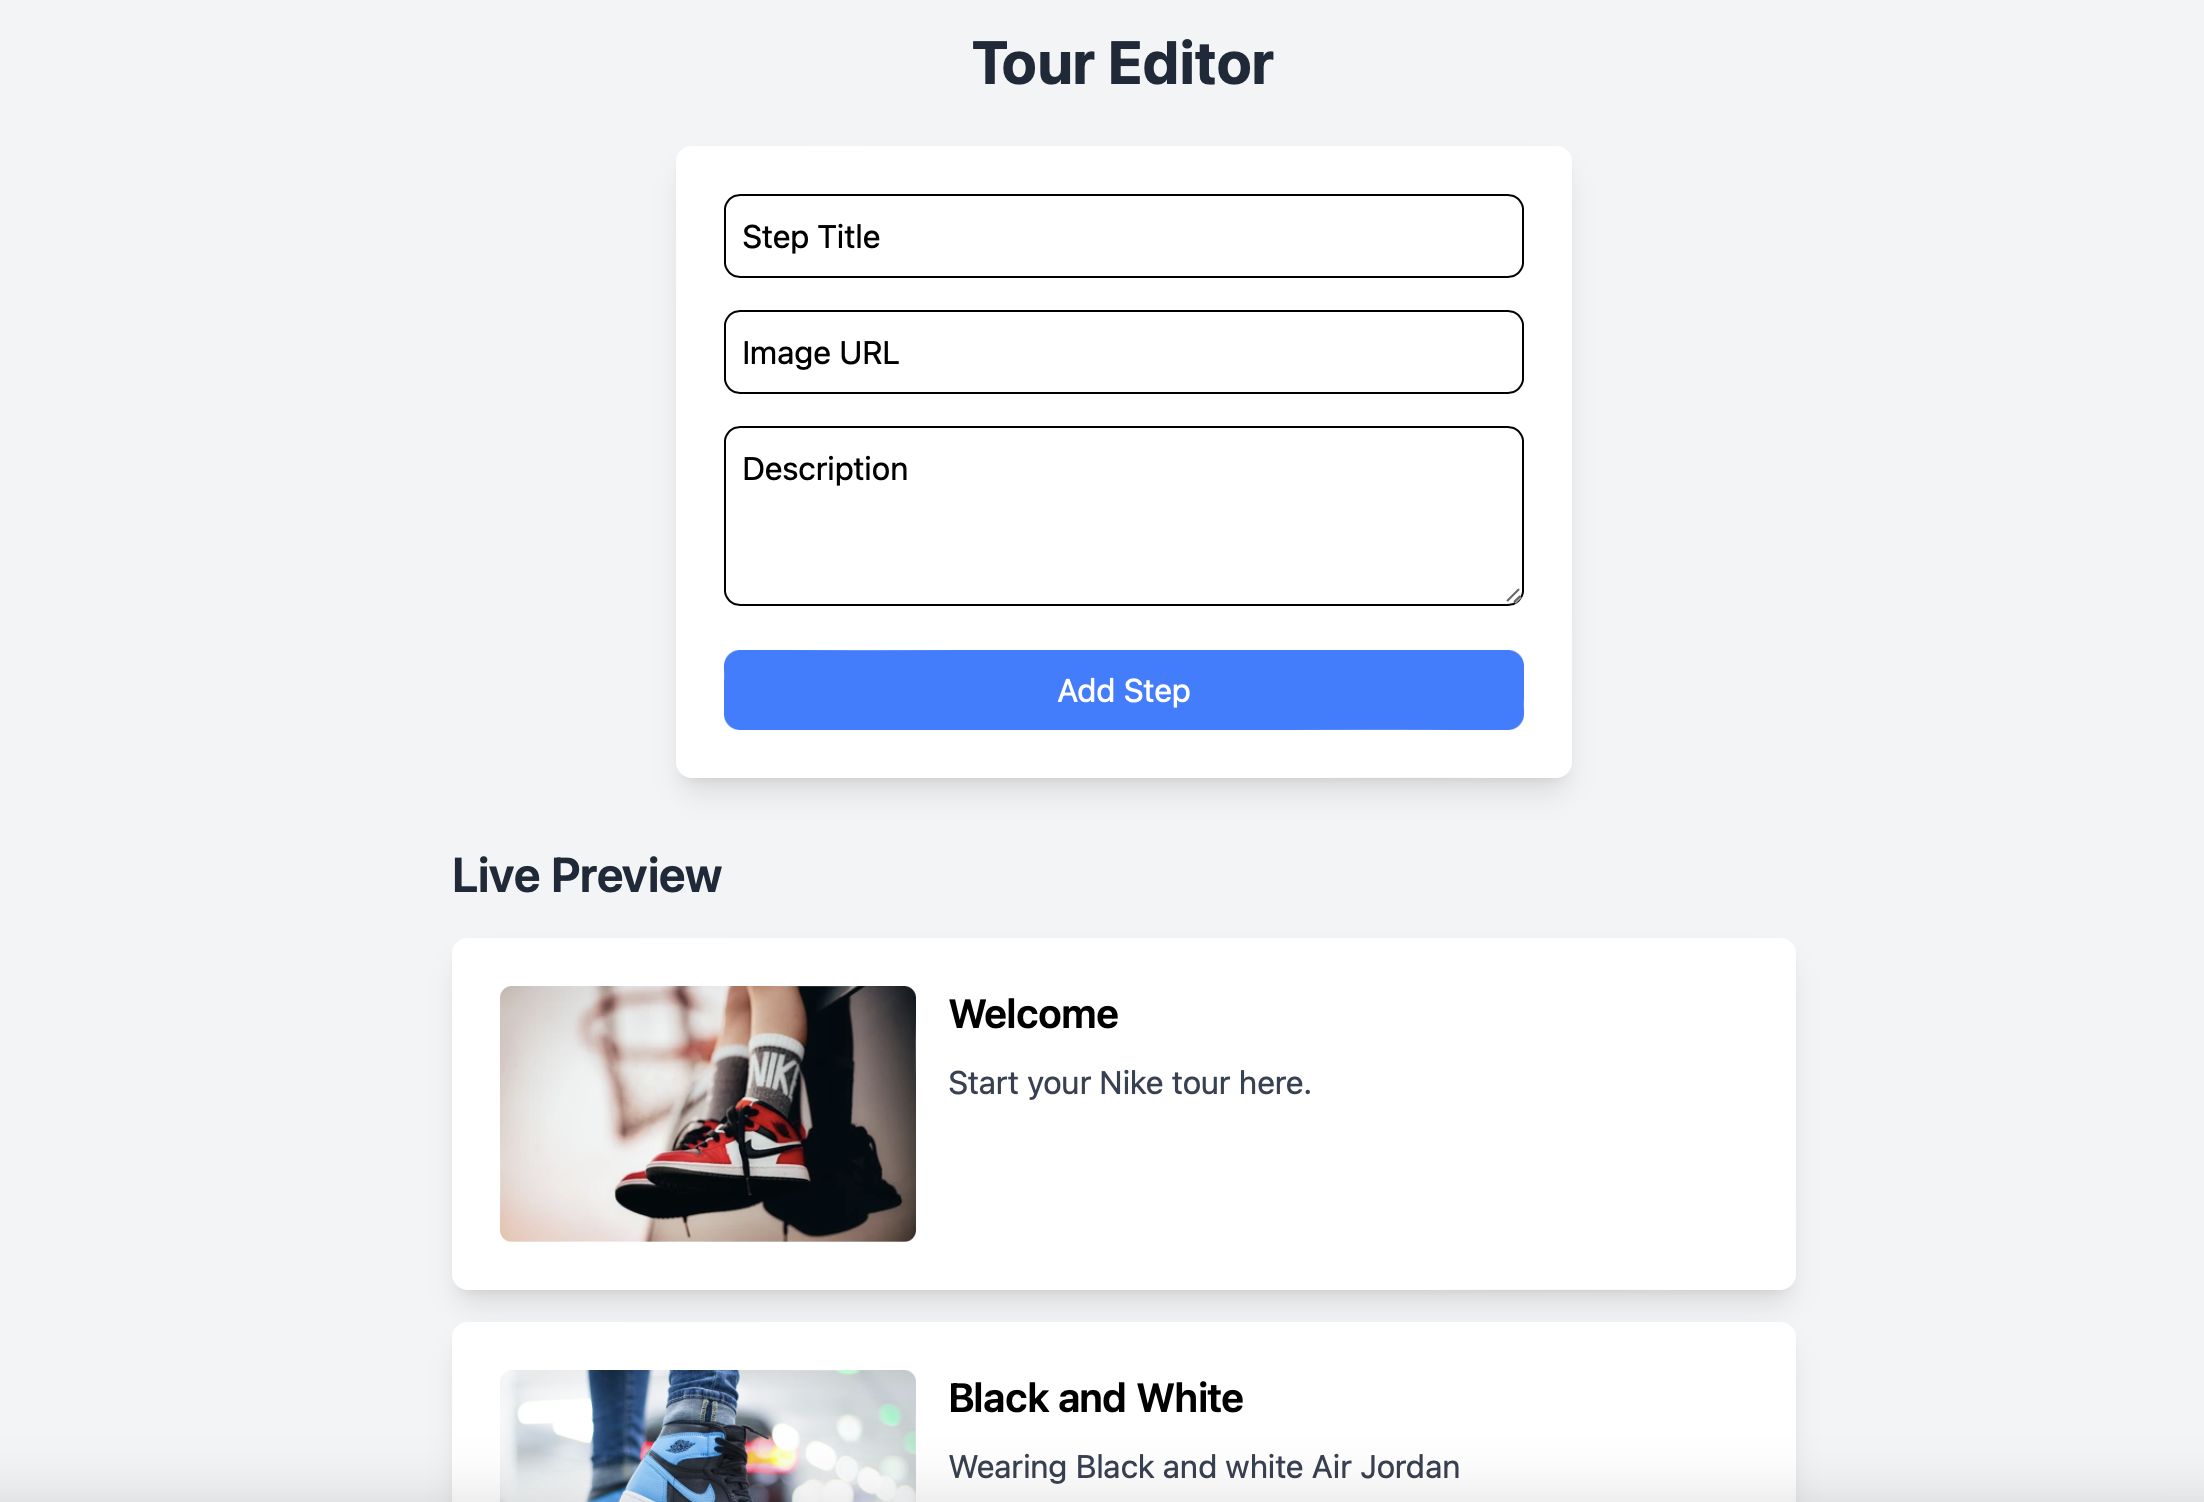 Tour Editor
Step Title
Image URL
Description
Add Step
Live Preview
Welcome
Start your Nike tour here.
NIK
Black and White
Wearing Black and white Air Jordan